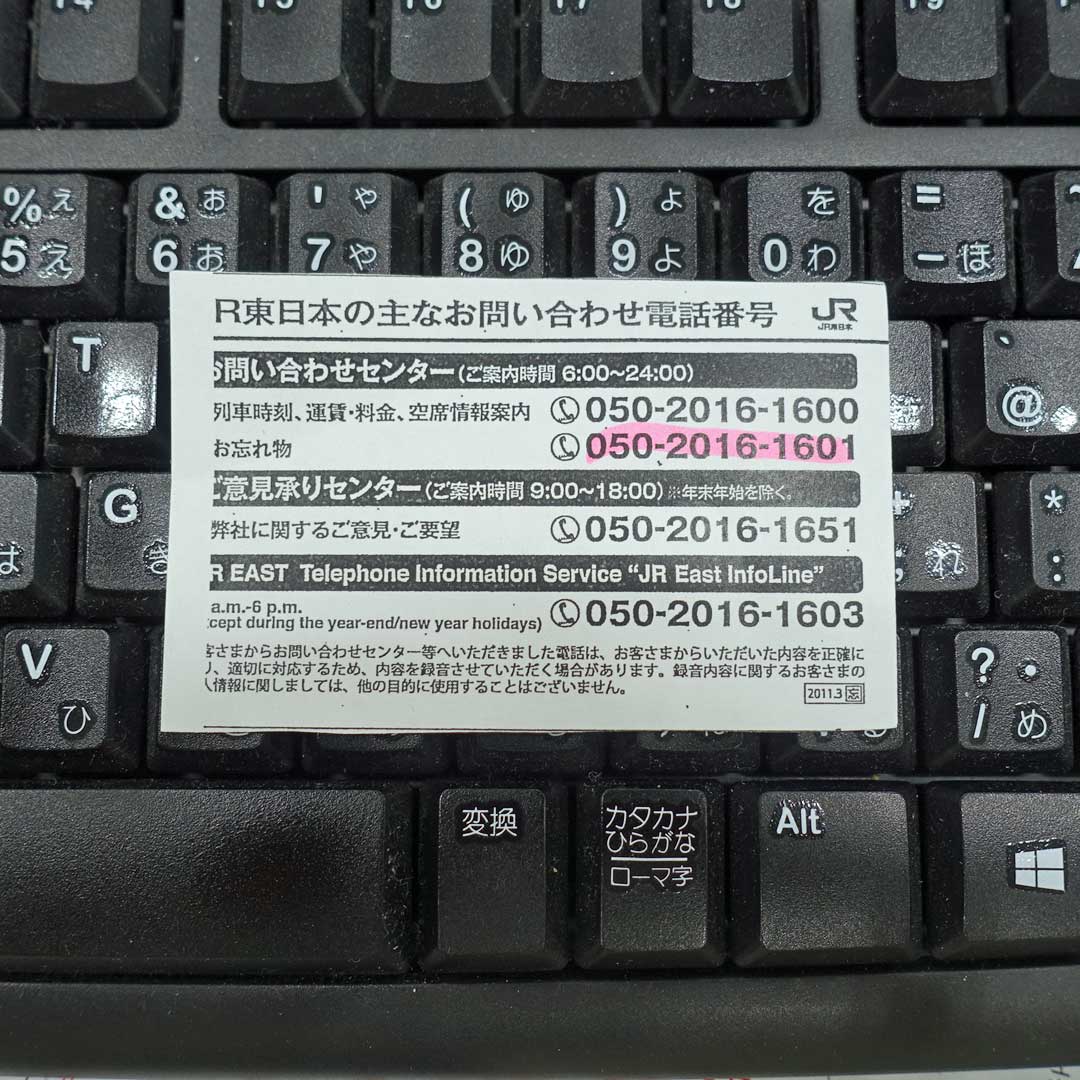 % ぇ & ぉ ' ゃ ( ゅ ) ょ を =
5 え 6 お 7 や 8 ゆ 9 よ 0 わ - ほ
R東日本の主なお問い合わせ電話番号 JR
JR東日本
お問い合わせセンター(ご案内時間 6:00〜24:00)
列車時刻、運賃・料金、空席情報案内 050-2016-1600
お忘れ物 050-2016-1601
ご意見承りセンター(ご案内時間 9:00〜18:00)※年末年始を除く。
弊社に関するご意見・ご要望 050-2016-1651
R EAST Telephone Information Service “JR East InfoLine”
a.m.-6 p.m.
cept during the year-end/new year holidays) 050-2016-1603
客さまからお問い合わせセンター等へいただきました電話は、お客さまからいただいた内容を正確に
り、適切に対応するため、内容を録音させていただく場合があります。録音内容に関するお客さまの
人情報に関しましては、他の目的に使用することはございません。
2011.3 忘
T
@
G
き
+
; れ
*
:
は
V
ひ
? ・
/ め
変換
カタカナ
ひらがな
ローマ字
Alt